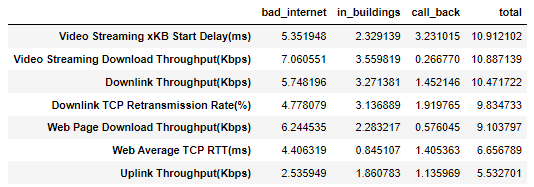 bad_internet in_buildings call_back total
Video Streaming xKB Start Delay(ms) 5.351948 2.329139 3.231015 10.912102
Video Streaming Download Throughput(Kbps) 7.060551 3.559819 0.266770 10.887139
Downlink Throughput(Kbps) 5.748196 3.271381 1.452146 10.471722
Downlink TCP Retransmission Rate(%) 4.778079 3.136889 1.919765 9.834733
Web Page Download Throughput(Kbps) 6.244535 2.283217 0.576045 9.103797
Web Average TCP RTT(ms) 4.406319 0.845107 1.405363 6.656789
Uplink Throughput(Kbps) 2.535949 1.860783 1.135969 5.532701